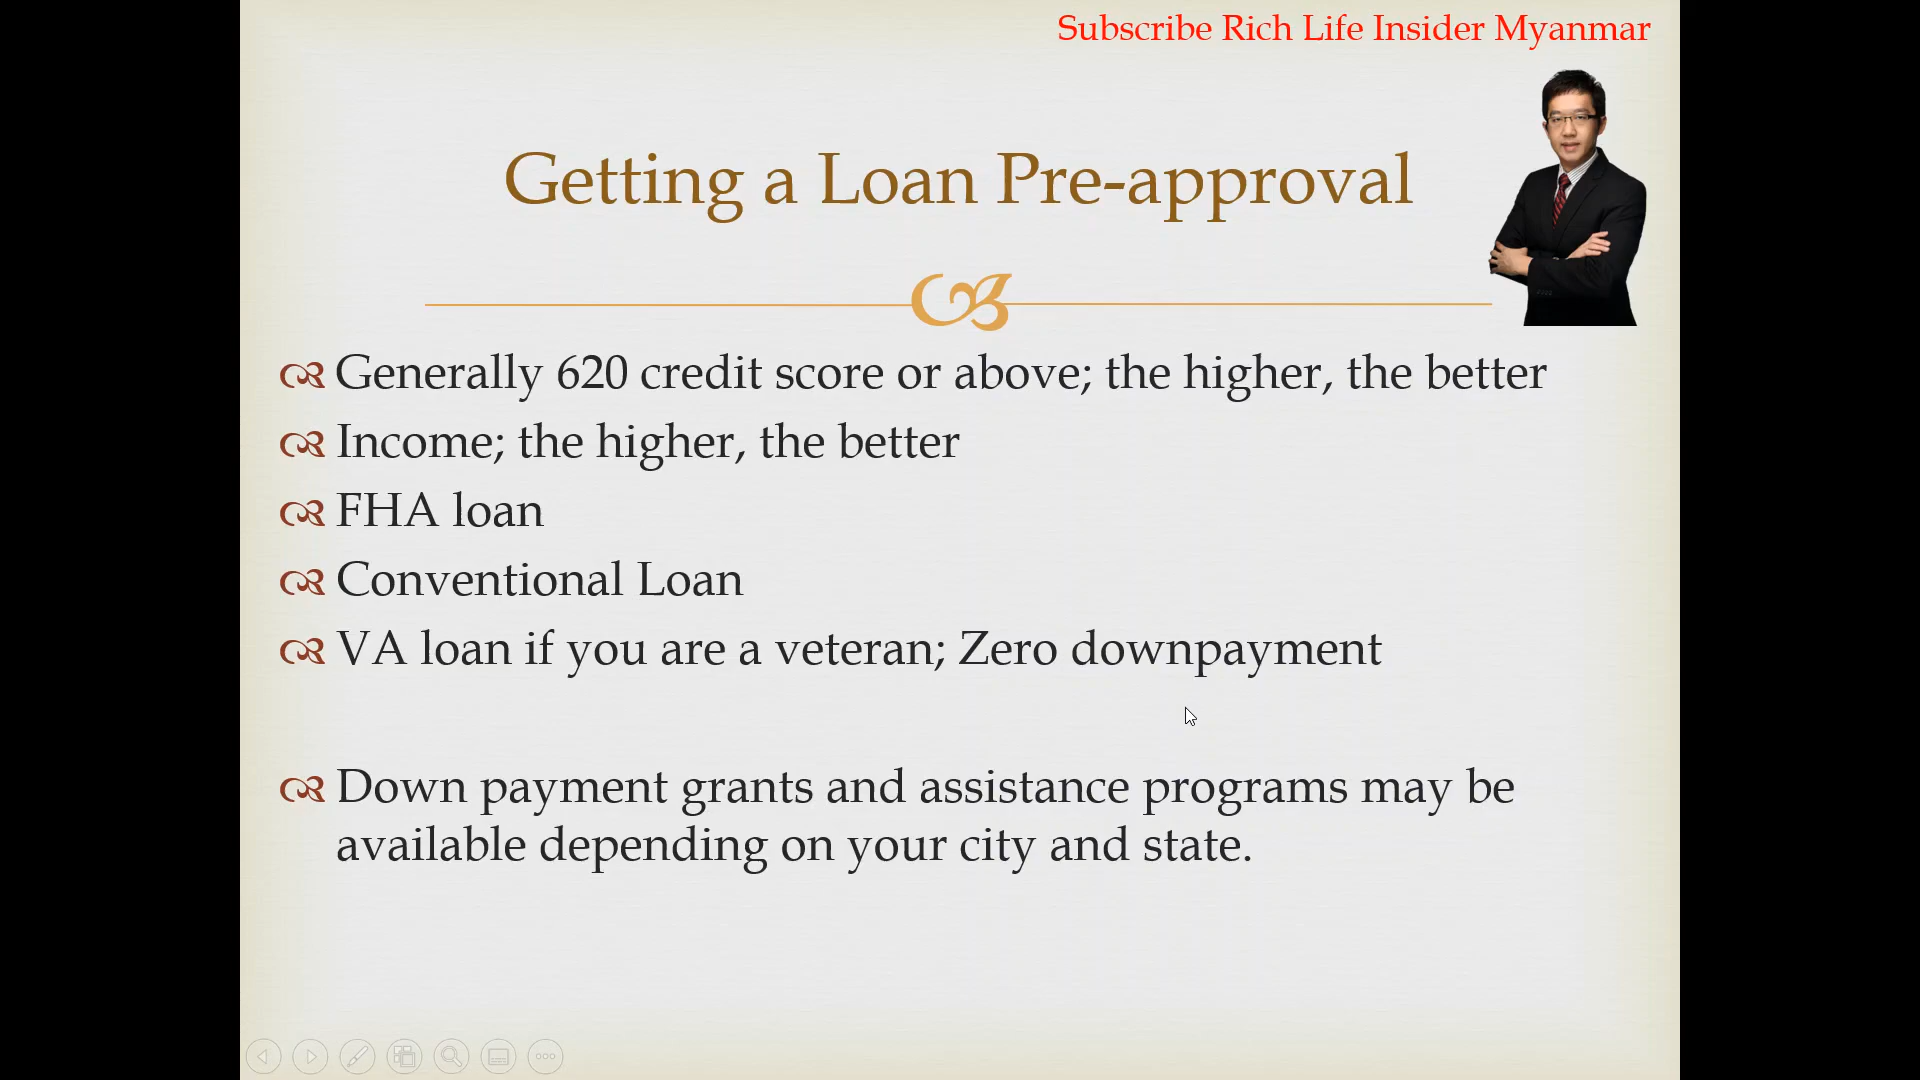 Subscribe Rich Life Insider Myanmar
Getting a Loan Pre-approval
Generally 620 credit score or above; the higher, the better
Income; the higher, the better
FHA loan
Conventional Loan
VA loan if you are a veteran; Zero downpayment
Down payment grants and assistance programs may be
available depending on your city and state.